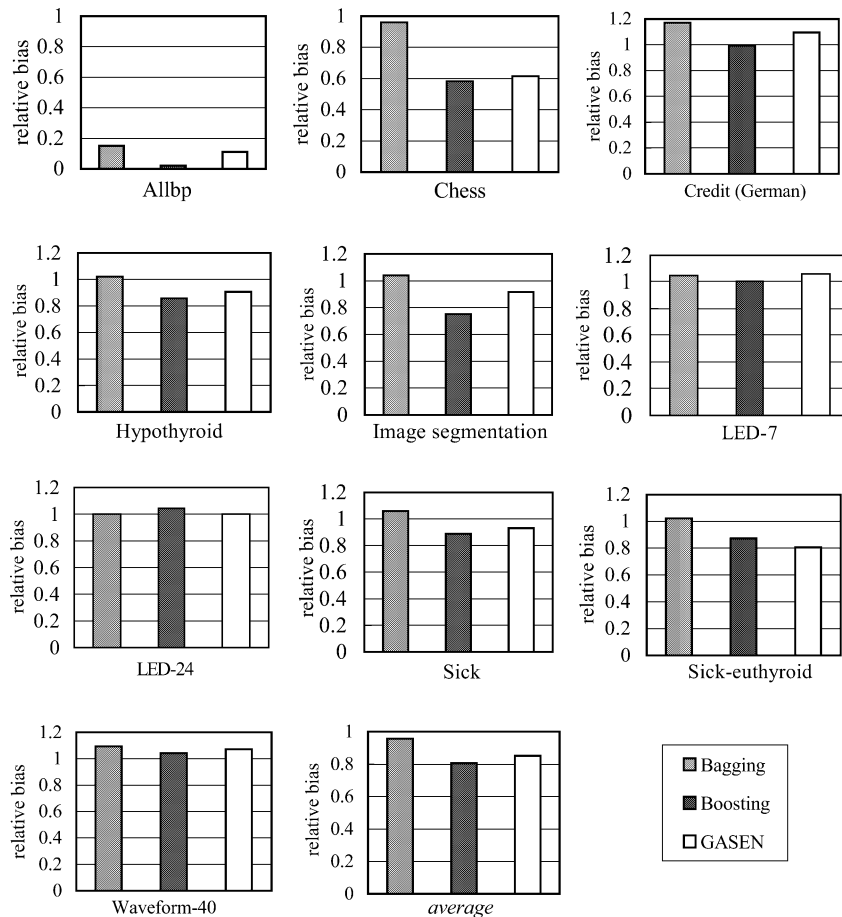 relative bias
1
0.8
0.6
0.4
0.2
0
Allbp
relative bias
1
0.8
0.6
0.4
0.2
0
Chess
relative bias
1.2
1
0.8
0.6
0.4
0.2
0
Credit (German)
relative bias
1.2
1
0.8
0.6
0.4
0.2
0
Hypothyroid
relative bias
1.2
1
0.8
0.6
0.4
0.2
0
Image segmentation
relative bias
1.2
1
0.8
0.6
0.4
0.2
0
LED-7
relative bias
1.2
1
0.8
0.6
0.4
0.2
0
LED-24
relative bias
1.2
1
0.8
0.6
0.4
0.2
0
Sick
relative bias
1.2
1
0.8
0.6
0.4
0.2
0
Sick-euthyroid
relative bias
1.2
1
0.8
0.6
0.4
0.2
0
Waveform-40
relative bias
1
0.8
0.6
0.4
0.2
0
average
Bagging
Boosting
GASEN